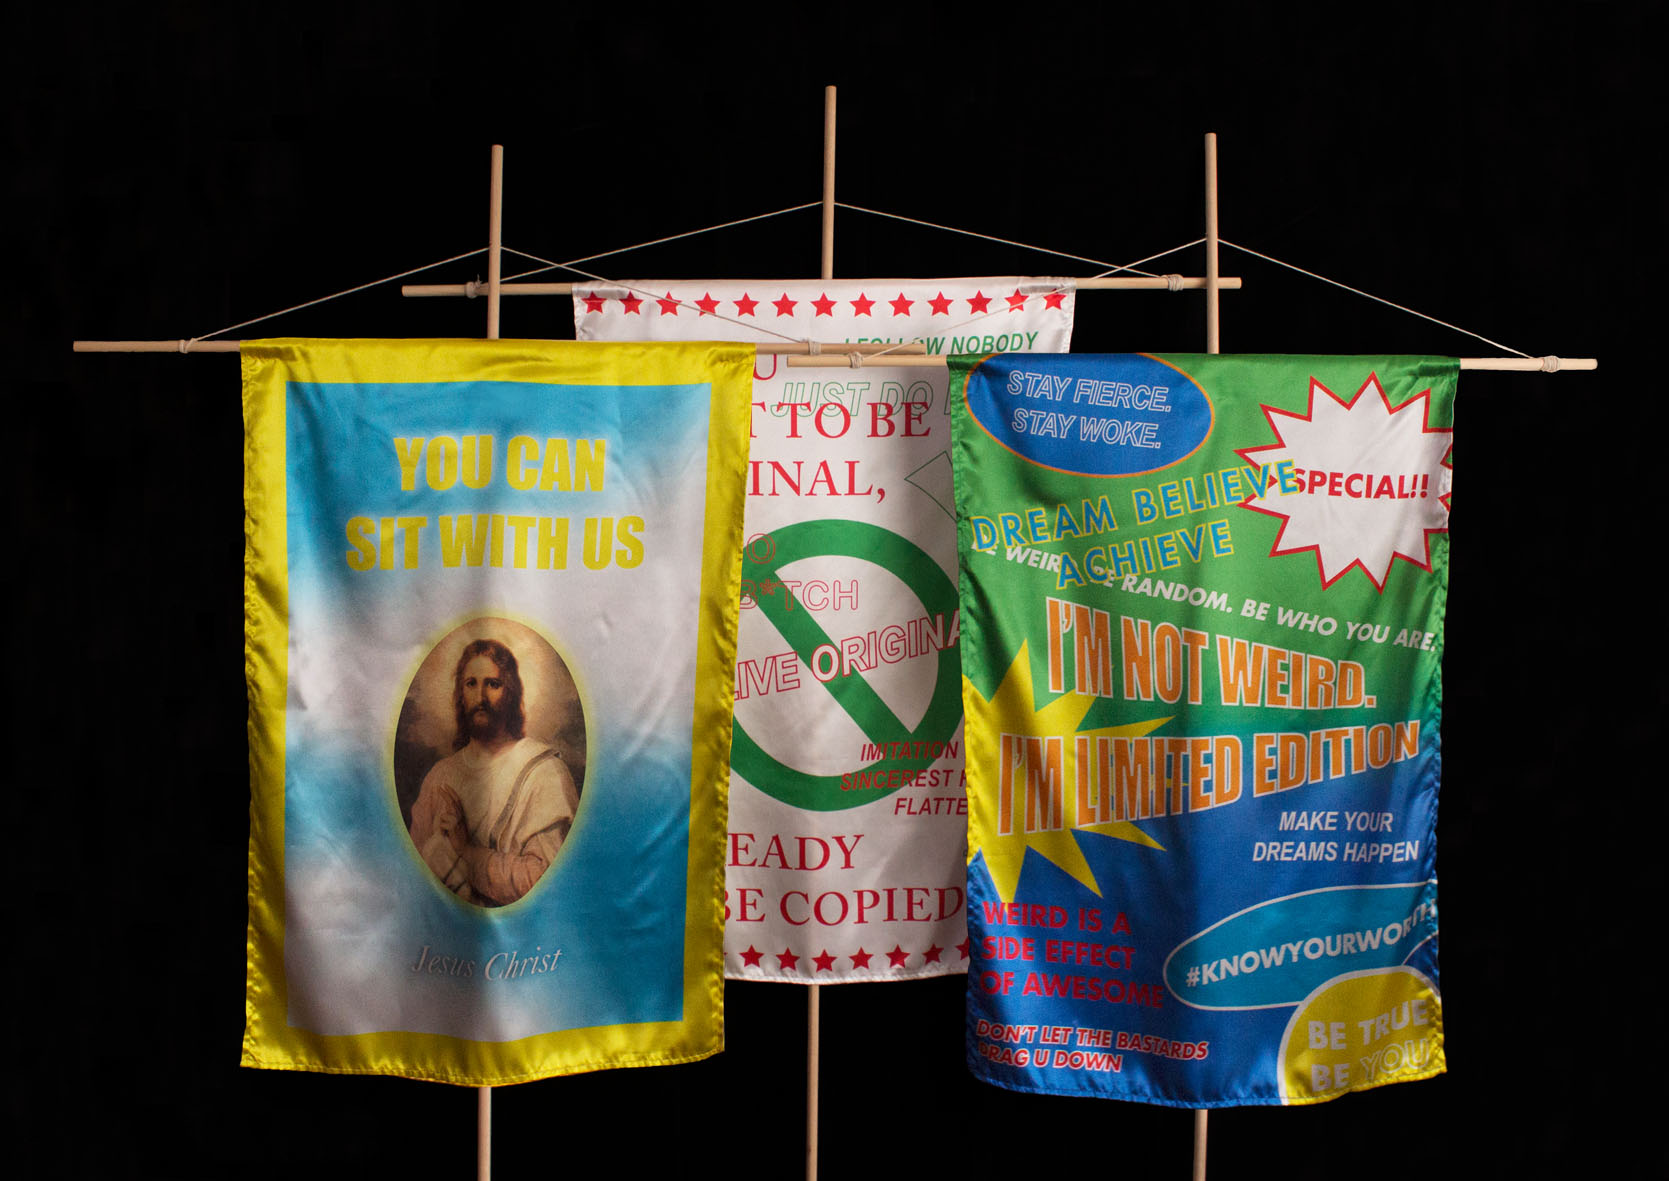 YOU CAN
SIT WITH US
Jesus Christ
I FOLLOW NOBODY
JUST DO
TO BE
INAL,
B*TCH
LIVE ORIGINA
IMITATION
SINCEREST
FLATTE
EADY
BE COPIED
STAY FIERCE.
STAY WOKE.
SPECIAL!!
DREAM BELIEVE
ACHIEVE
BE WEIRD. BE RANDOM. BE WHO YOU ARE.
I'M NOT WEIRD.
I'M LIMITED EDITION
MAKE YOUR
DREAMS HAPPEN
WEIRD IS A
SIDE EFFECT
OF AWESOME
#KNOWYOURWORTH
DON'T LET THE BASTARDS
DRAG U DOWN
BE TRUE
BE YOU